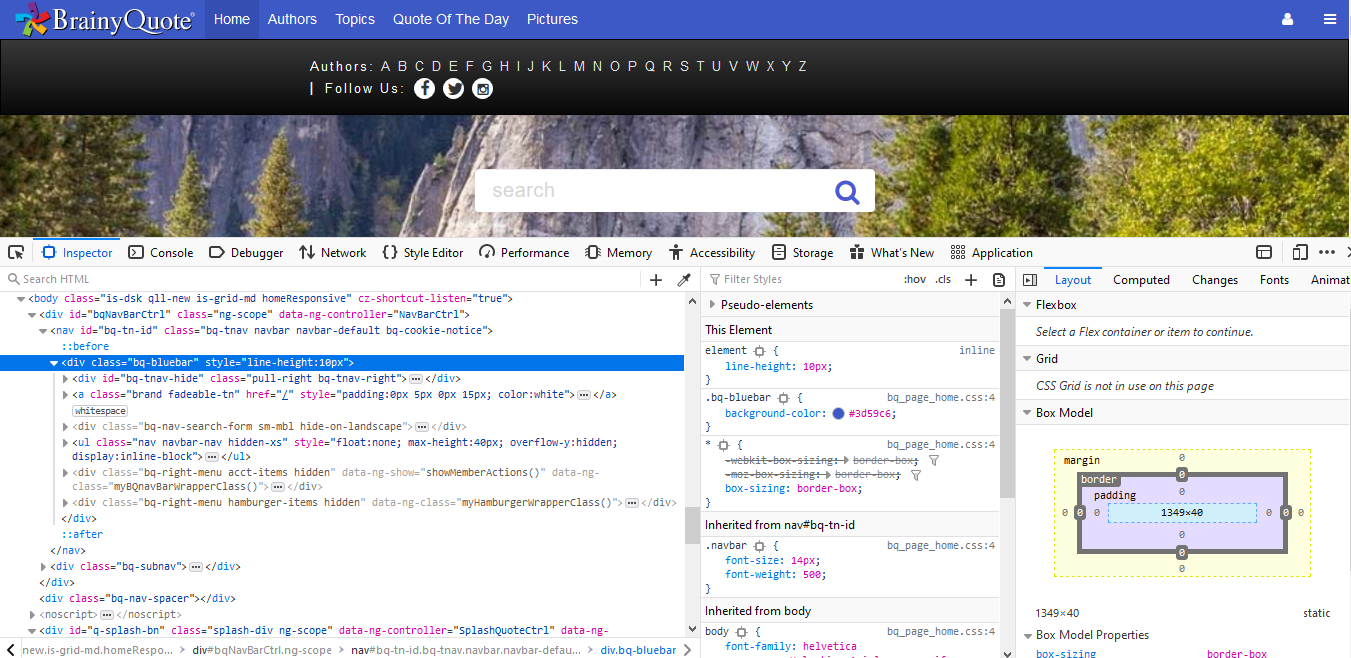 BrainyQuote® Home Authors Topics Quote Of The Day Pictures
Authors: A B C D E F G H I J K L M N O P Q R S T U V W X Y Z
| Follow Us:
search
Inspector Console Debugger Network Style Editor Performance Memory Accessibility Storage What's New Application
Search HTML
<body class="is-dsk qll-new is-grid-md homeResponsive" cz-shortcut-listen="true">
<div id="bqNavBarCtrl" class="ng-scope" data-ng-controller="NavBarCtrl">
<nav id="bq-tn-id" class="bq-tnav navbar navbar-default bq-cookie-notice">
::before
<div class="bq-bluebar" style="line-height:10px">
<div id="bq-tnav-hide" class="pull-right bq-tnav-right">…</div>
<a class="brand fadeable-tn" href="/" style="padding:0px 5px 0px 15px; color:white">…</a>
whitespace
<div class="bq-nav-search-form sm-mbl hide-on-landscape">…</div>
<ul class="nav navbar-nav hidden-xs" style="float:none; max-height:40px; overflow-y:hidden;
display:inline-block">…</ul>
<div class="bq-right-menu acct-items hidden" data-ng-show="showMemberActions()" data-ng-
class="myBQnavBarWrapperClass()">…</div>
<div class="bq-right-menu hamburger-items hidden" data-ng-class="myHamburgerWrapperClass()">…</div>
</div>
::after
</nav>
<div class="bq-subnav">…</div>
</div>
<div class="bq-nav-spacer"></div>
<noscript>…</noscript>
<div id="q-splash-bn" class="splash-div ng-scope" data-ng-controller="SplashQuoteCtrl" data-ng-
new.is-grid-md.homeRespo... > div#bqNavBarCtrl.ng-scope > nav#bq-tn-id.bq-tnav.navbar.navbar-defau... > div.bq-bluebar
Filter Styles :hov .cls
Pseudo-elements
This Element
element { inline
line-height: 10px;
}
.bq-bluebar { bq_page_home.css:4
background-color: #3d59c6;
}
* { bq_page_home.css:4
-webkit-box-sizing: border-box;
-moz-box-sizing: border-box;
box-sizing: border-box;
}
Inherited from nav#bq-tn-id
.navbar { bq_page_home.css:4
font-size: 14px;
font-weight: 500;
}
Inherited from body
body { bq_page_home.css:4
font-family: helvetica
Layout Computed Changes Fonts Animat
Flexbox
Select a Flex container or item to continue.
Grid
CSS Grid is not in use on this page
Box Model
margin 0
border 0
padding 0
0 0 0 1349×40 0 0 0
0
0
0
1349×40 static
Box Model Properties
box-sizing border-box